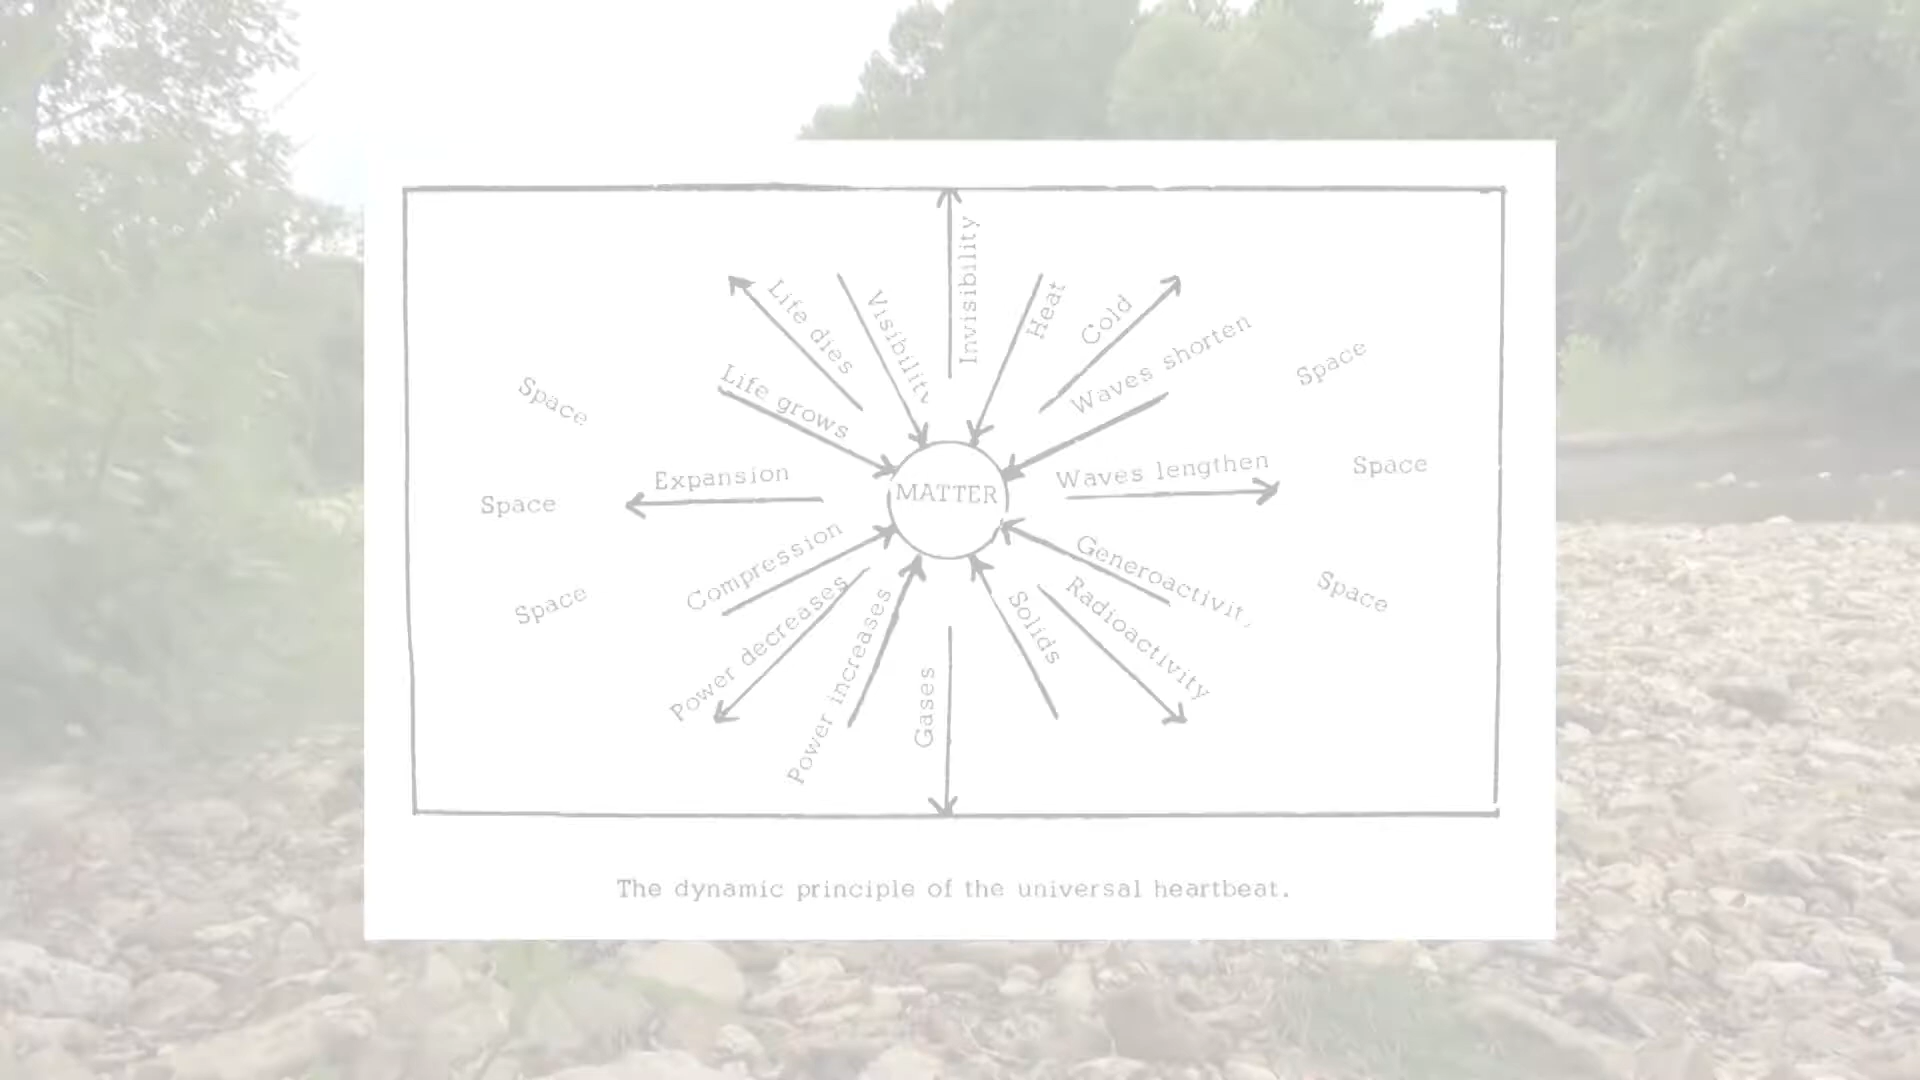 Invisibility
Life dies
Visibility
Heat
Cold
Waves shorten
Space
Life grows
Space
Expansion
Waves lengthen
Space
MATTER
Space
Compression
Generoactivit
Space
Space
Power decreases
Power increases
Solids
Radioactivity
Gases
The dynamic principle of the universal heartbeat.